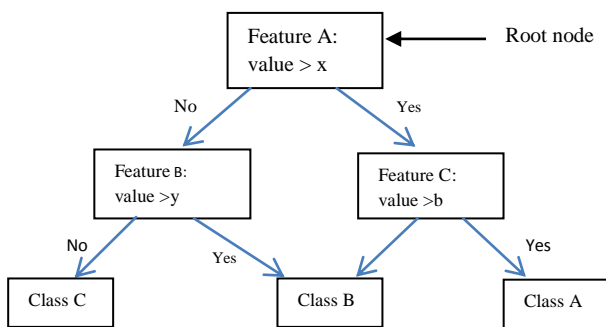 Feature A:
value > x
Root node
No
Yes
Feature B:
value >y
Feature C:
value >b
No
Yes
Yes
Class C
Class B
Class A